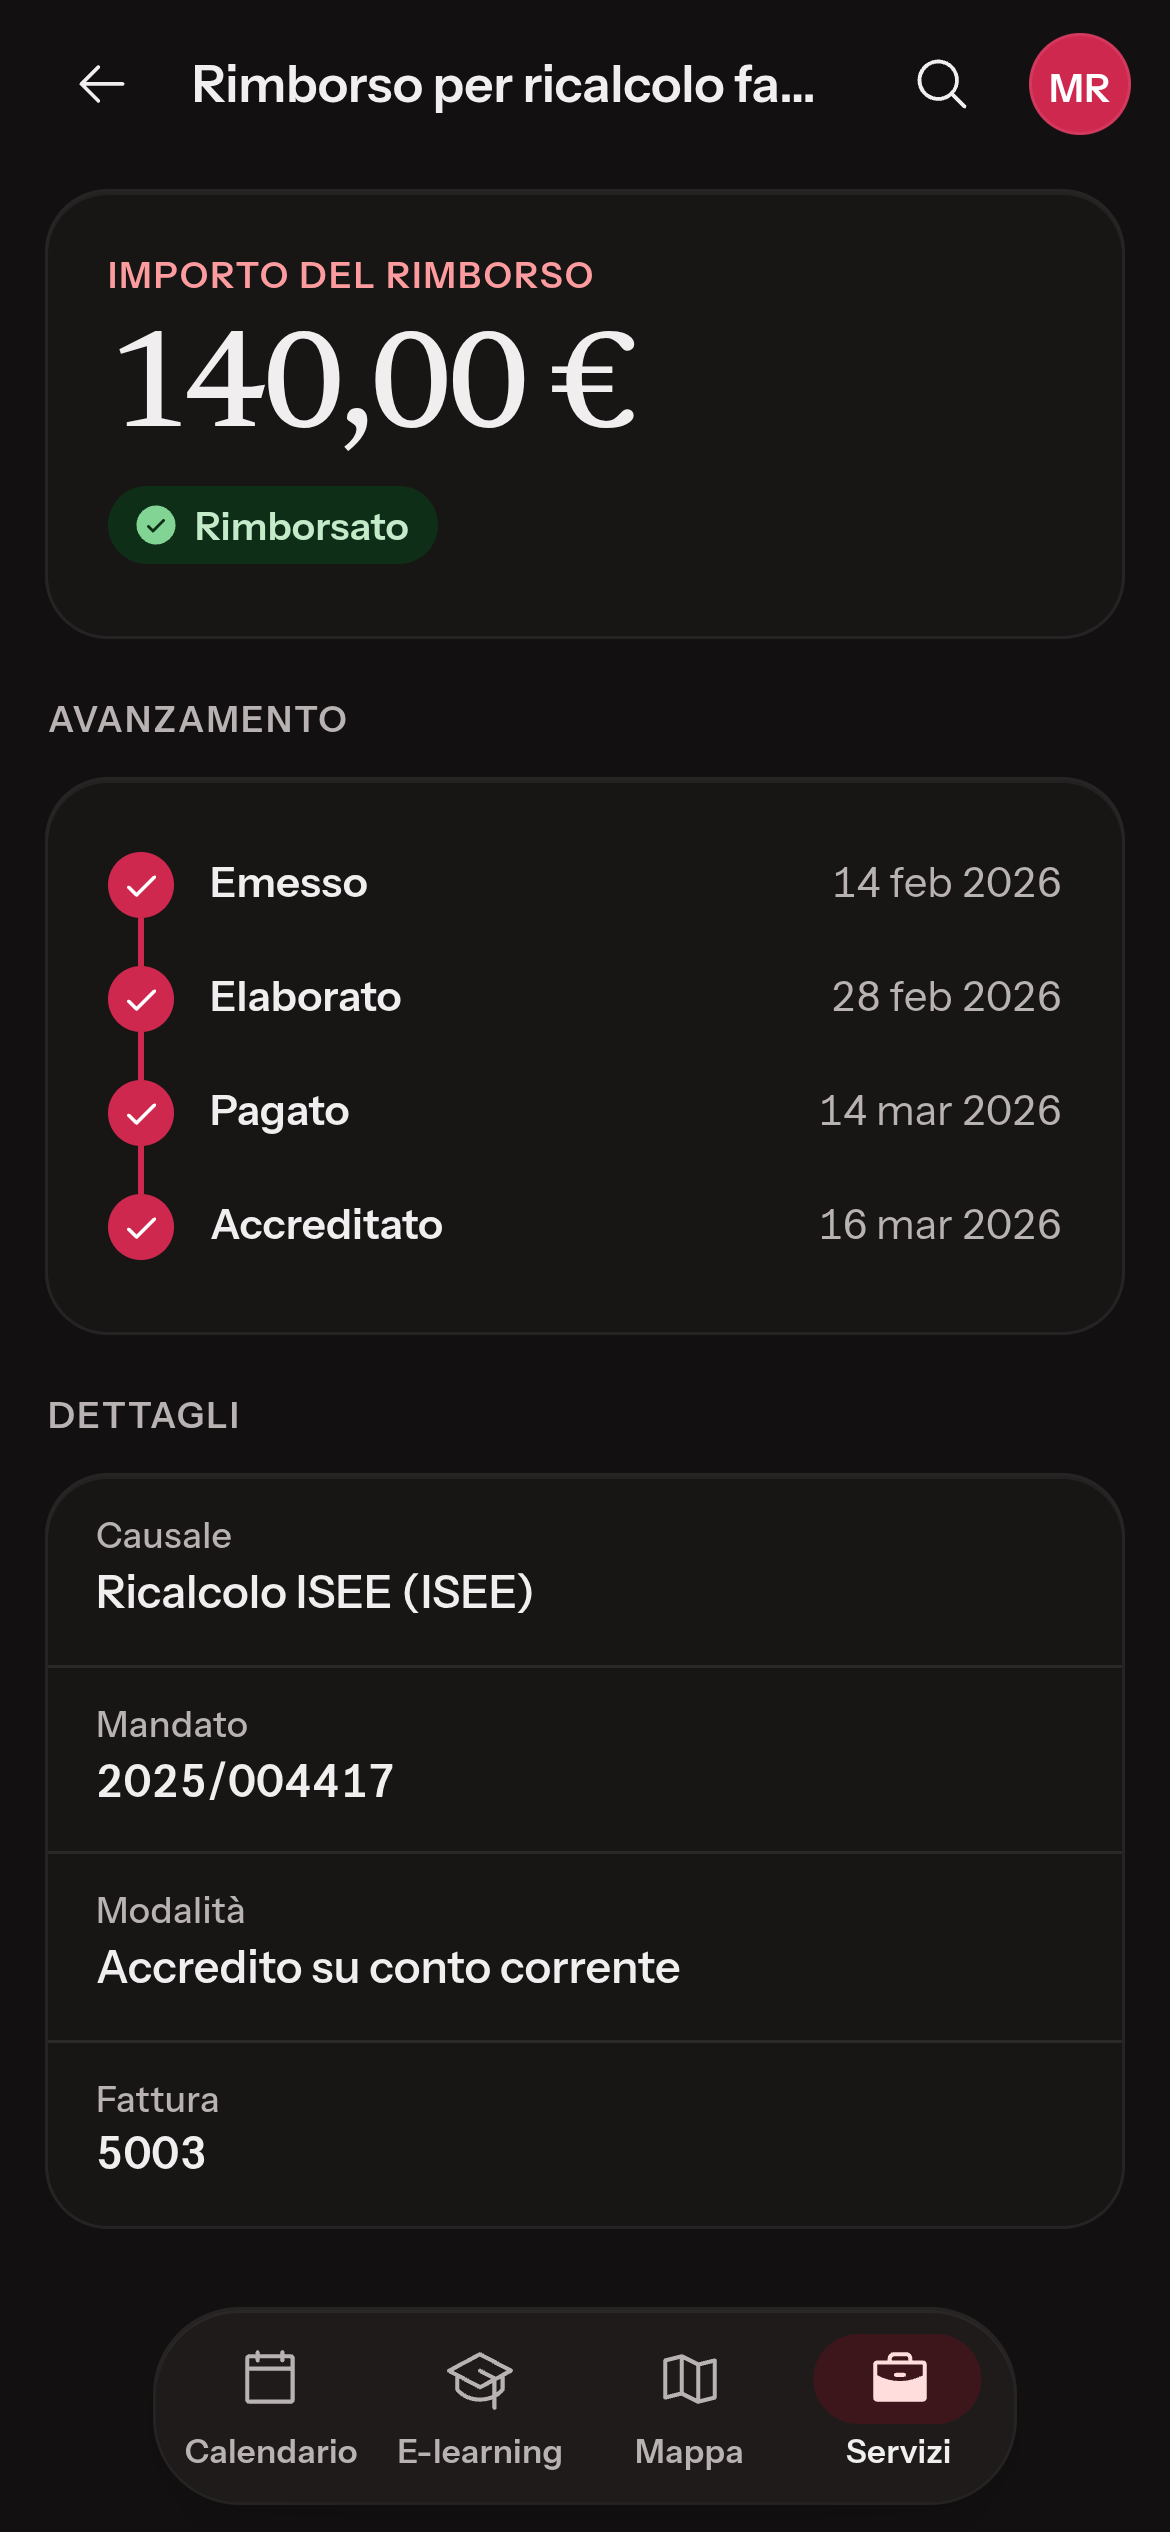 Rimborso per ricalcolo fa...
MR
IMPORTO DEL RIMBORSO
140,00 €
Rimborsato
AVANZAMENTO
Emesso 14 feb 2026
Elaborato 28 feb 2026
Pagato 14 mar 2026
Accreditato 16 mar 2026
DETTAGLI
Causale
Ricalcolo ISEE (ISEE)
Mandato
2025/004417
Modalità
Accredito su conto corrente
Fattura
5003
Calendario E-learning Mappa Servizi